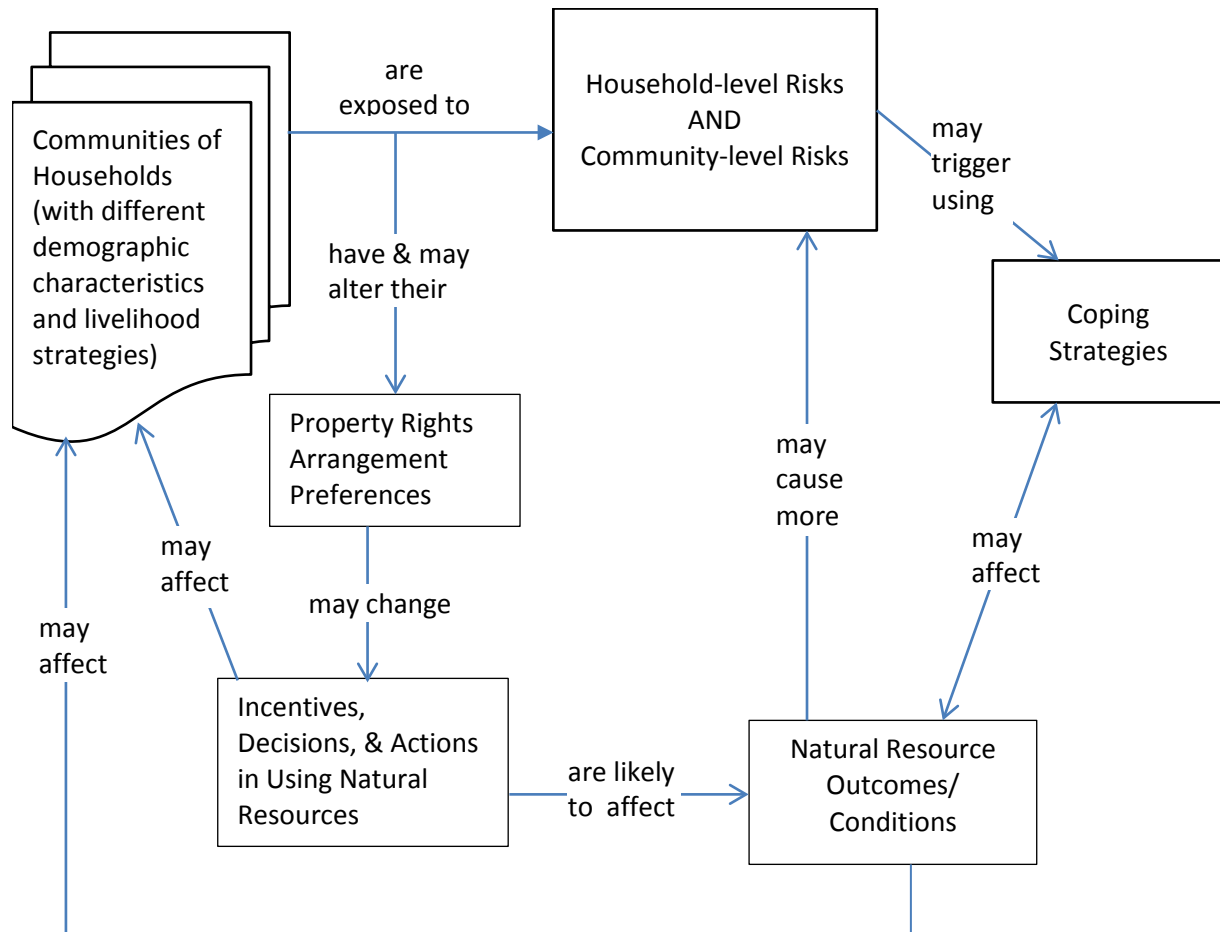 are
exposed to
Household-level Risks
AND
Community-level Risks
may
trigger
using
Communities of
Households
(with different
demographic
characteristics
and livelihood
strategies)
have & may
alter their
Coping
Strategies
Property Rights
Arrangement
Preferences
may
cause
more
may
affect
may
affect
may change
may
affect
Incentives,
Decisions, & Actions
in Using Natural
Resources
are likely
to  affect
Natural Resource
Outcomes/
Conditions